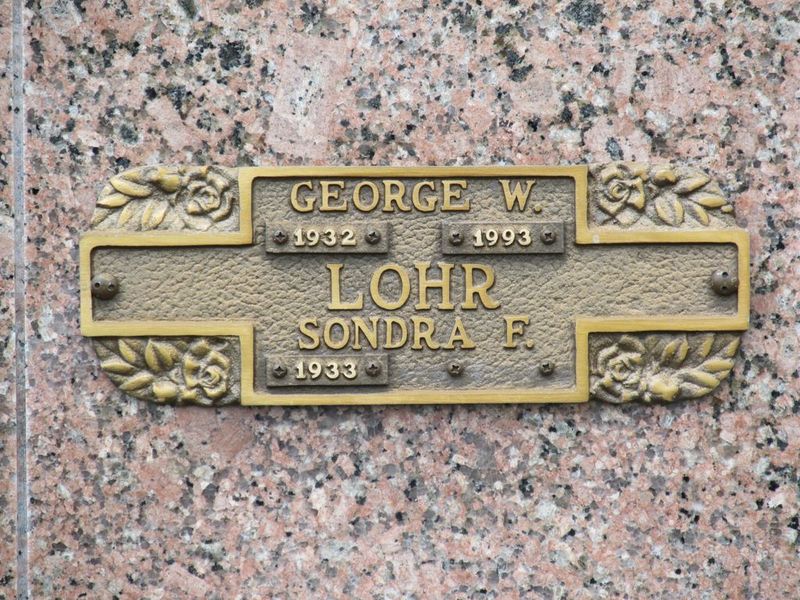 GEORGE W.
1932 1993
LOHR
SONDRA F.
1933